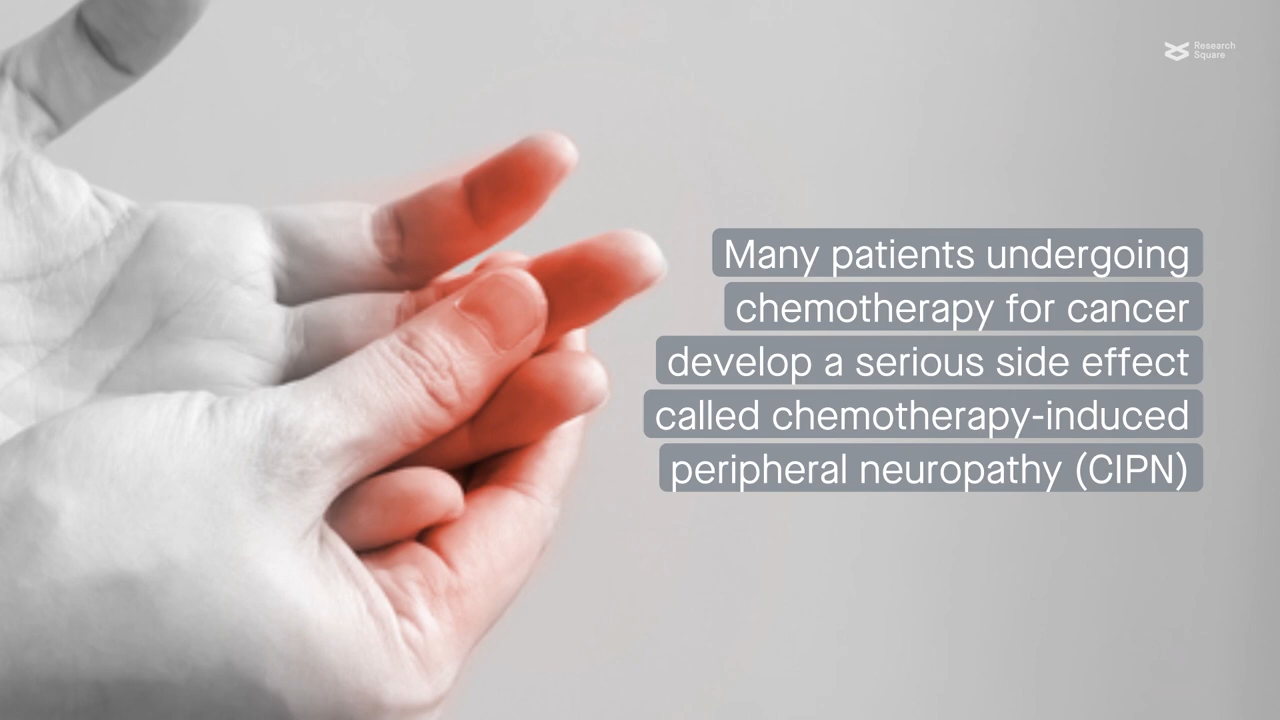 Research
Square
Many patients undergoing
chemotherapy for cancer
develop a serious side effect
called chemotherapy-induced
peripheral neuropathy (CIPN)